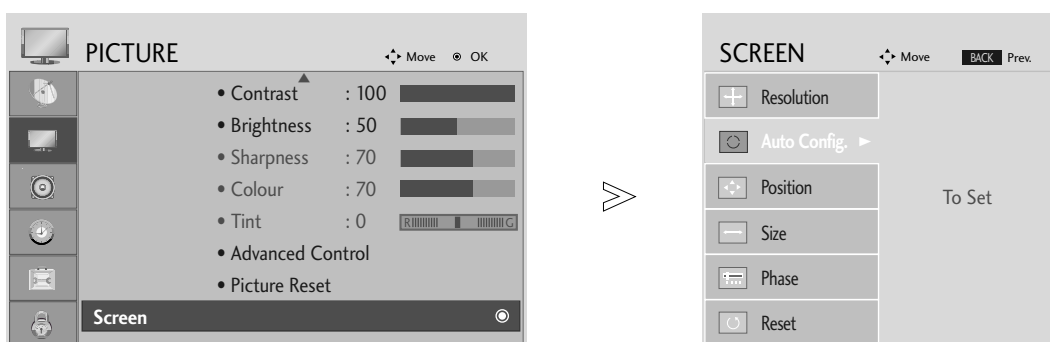 PICTURE Move OK
• Contrast : 100
• Brightness : 50
• Sharpness : 70
• Colour : 70
• Tint : 0 R G
• Advanced Control
• Picture Reset
Screen
SCREEN Move BACK Prev.
Resolution
Auto Config.
Position
Size
Phase
Reset
To Set